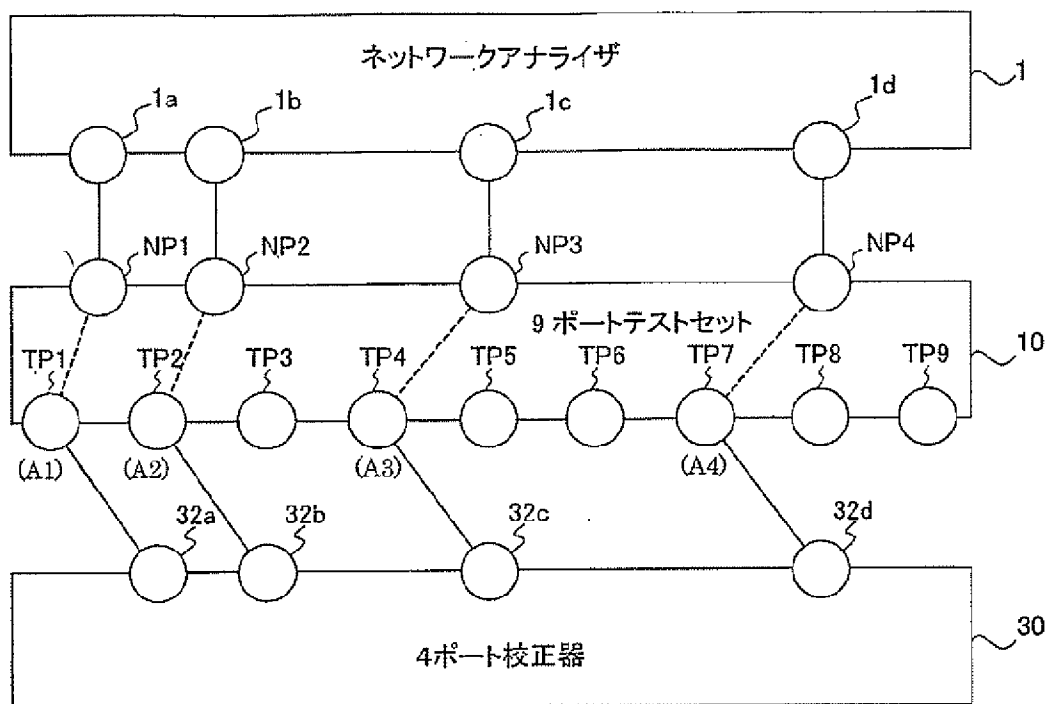 ネットワークアナライザ
1
1a
1b
1c
1d
NP1
NP2
NP3
NP4
9 ポートテストセット
10
TP1
TP2
TP3
TP4
TP5
TP6
TP7
TP8
TP9
(A1)
(A2)
(A3)
(A4)
32a
32b
32c
32d
4ポート校正器
30